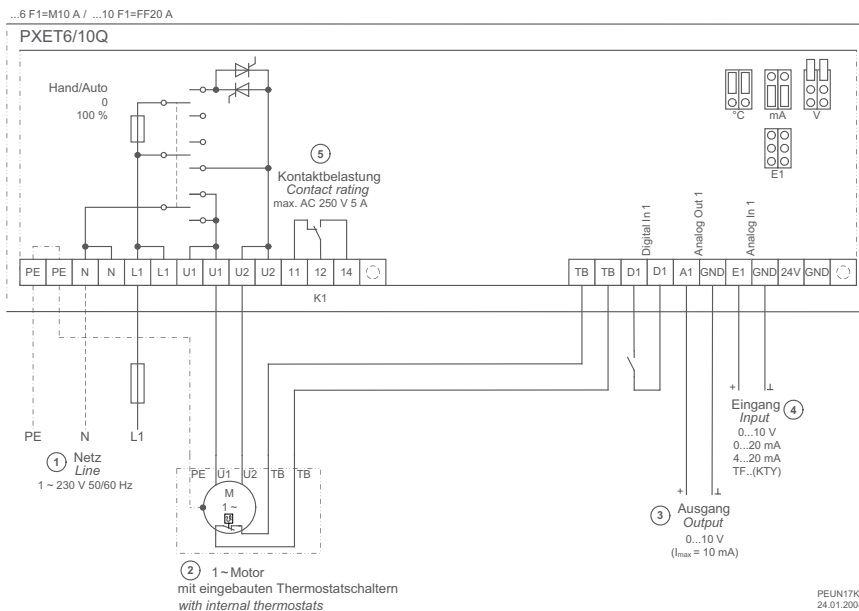 ...6 F1=M10 A / ...10 F1=FF20 A
PXET6/10Q
Hand/Auto
0
100 %
5
Kontaktbelastung
Contact rating
max. AC 250 V 5 A
°C
mA
V
E1
Digital In 1
Analog Out 1
Analog In 1
PE PE N N L1 L1 U1 U1 U2 U2 11 12 14
TB TB D1 D1 A1 GND E1 GND 24V GND
K1
PE N L1
1 Netz
Line
1 ~ 230 V 50/60 Hz
PE U1 U2 TB TB
M
1 ~
2 1 ~ Motor
mit eingebauten Thermostatschaltern
with internal thermostats
+ ⊥
Eingang 4
Input
0...10 V
0...20 mA
4...20 mA
TF..(KTY)
+ ⊥
3 Ausgang
Output
0...10 V
(Imax = 10 mA)
PEUN17K